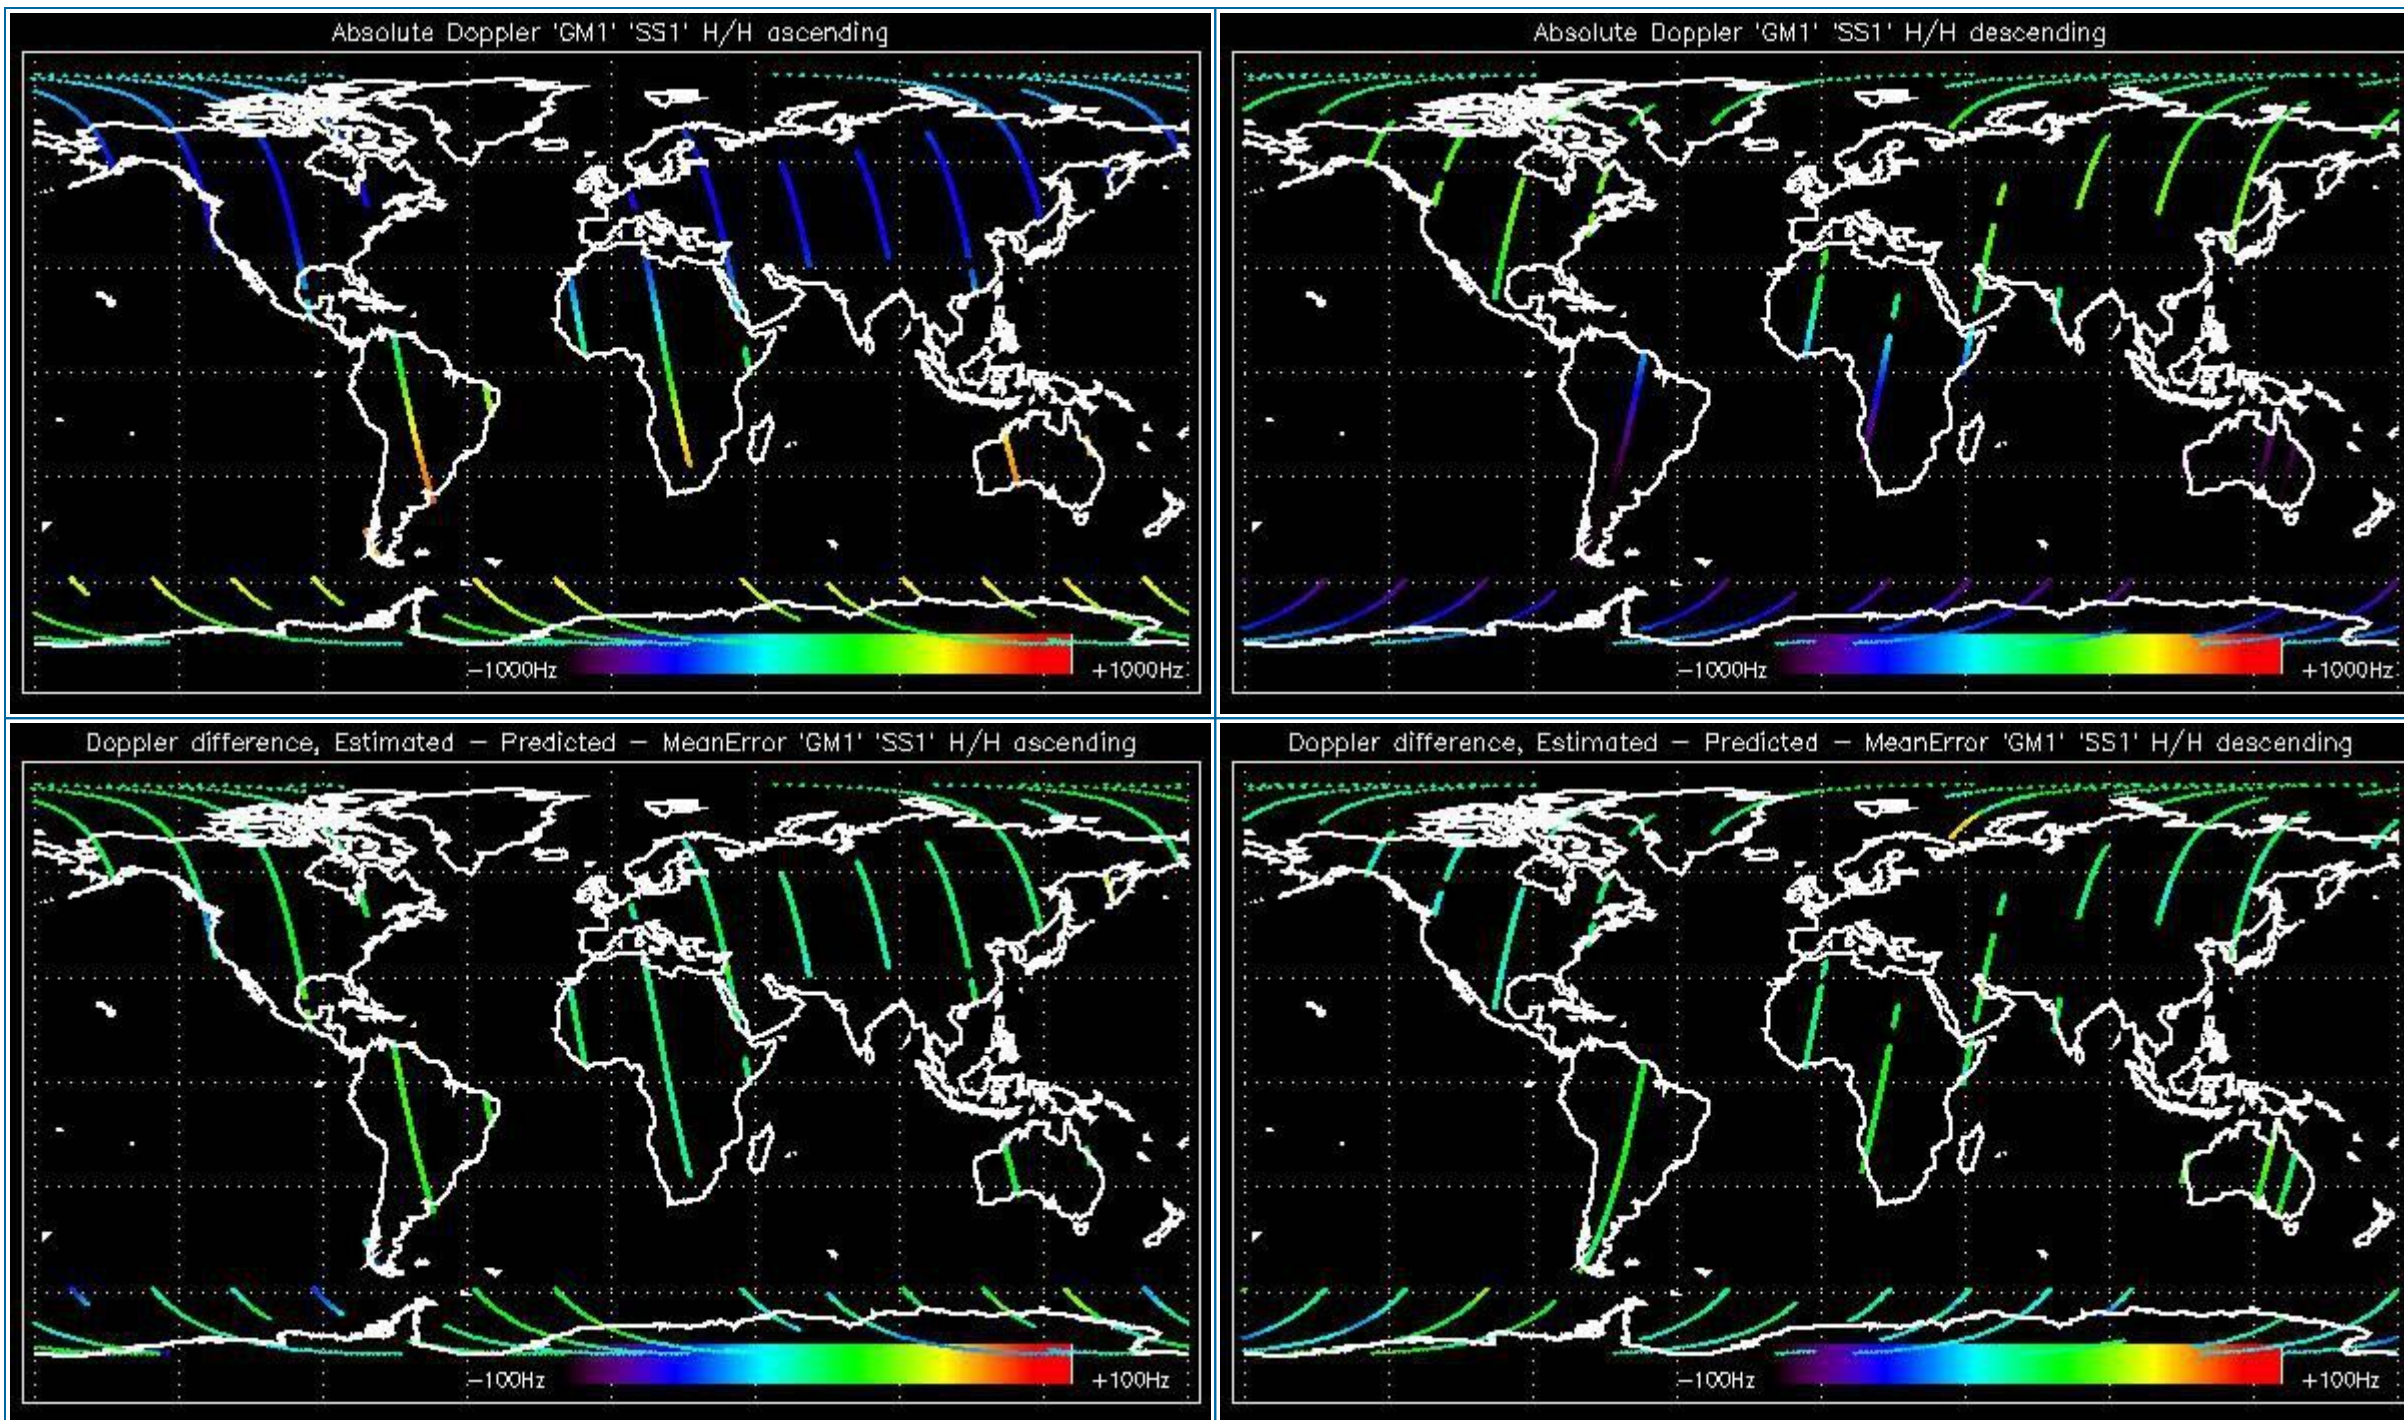 Absolute Doppler 'GM1' 'SS1' H/H ascending
-1000Hz
+1000Hz
Absolute Doppler 'GM1' 'SS1' H/H descending
-1000Hz
+1000Hz
Doppler difference, Estimated - Predicted - MeanError 'GM1' 'SS1' H/H ascending
-100Hz
+100Hz
Doppler difference, Estimated - Predicted - MeanError 'GM1' 'SS1' H/H descending
-100Hz
+100Hz